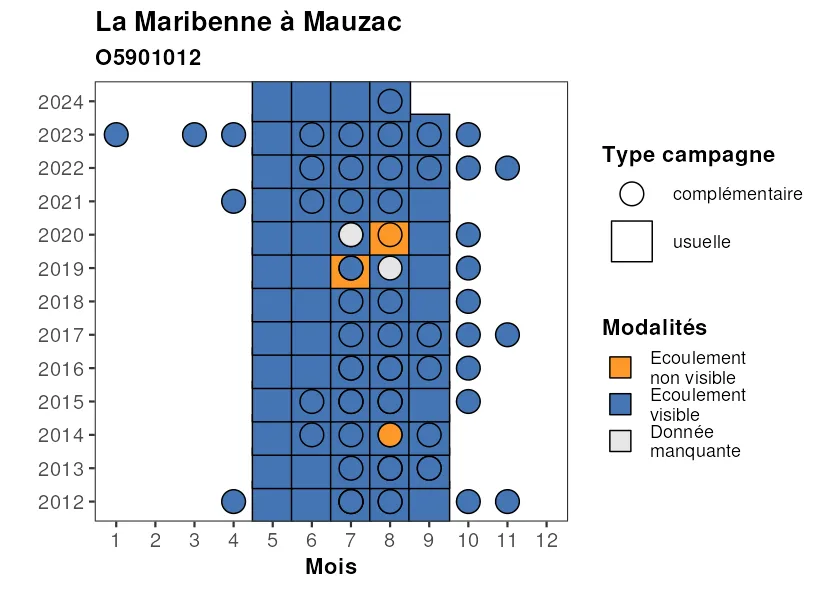 La Maribenne à Mauzac
O5901012
2024
2023
2022
2021
2020
2019
2018
2017
2016
2015
2014
2013
2012
1 2 3 4 5 6 7 8 9 10 11 12
Mois
Type campagne
complémentaire
usuelle
Modalités
Ecoulement
non visible
Ecoulement
visible
Donnée
manquante